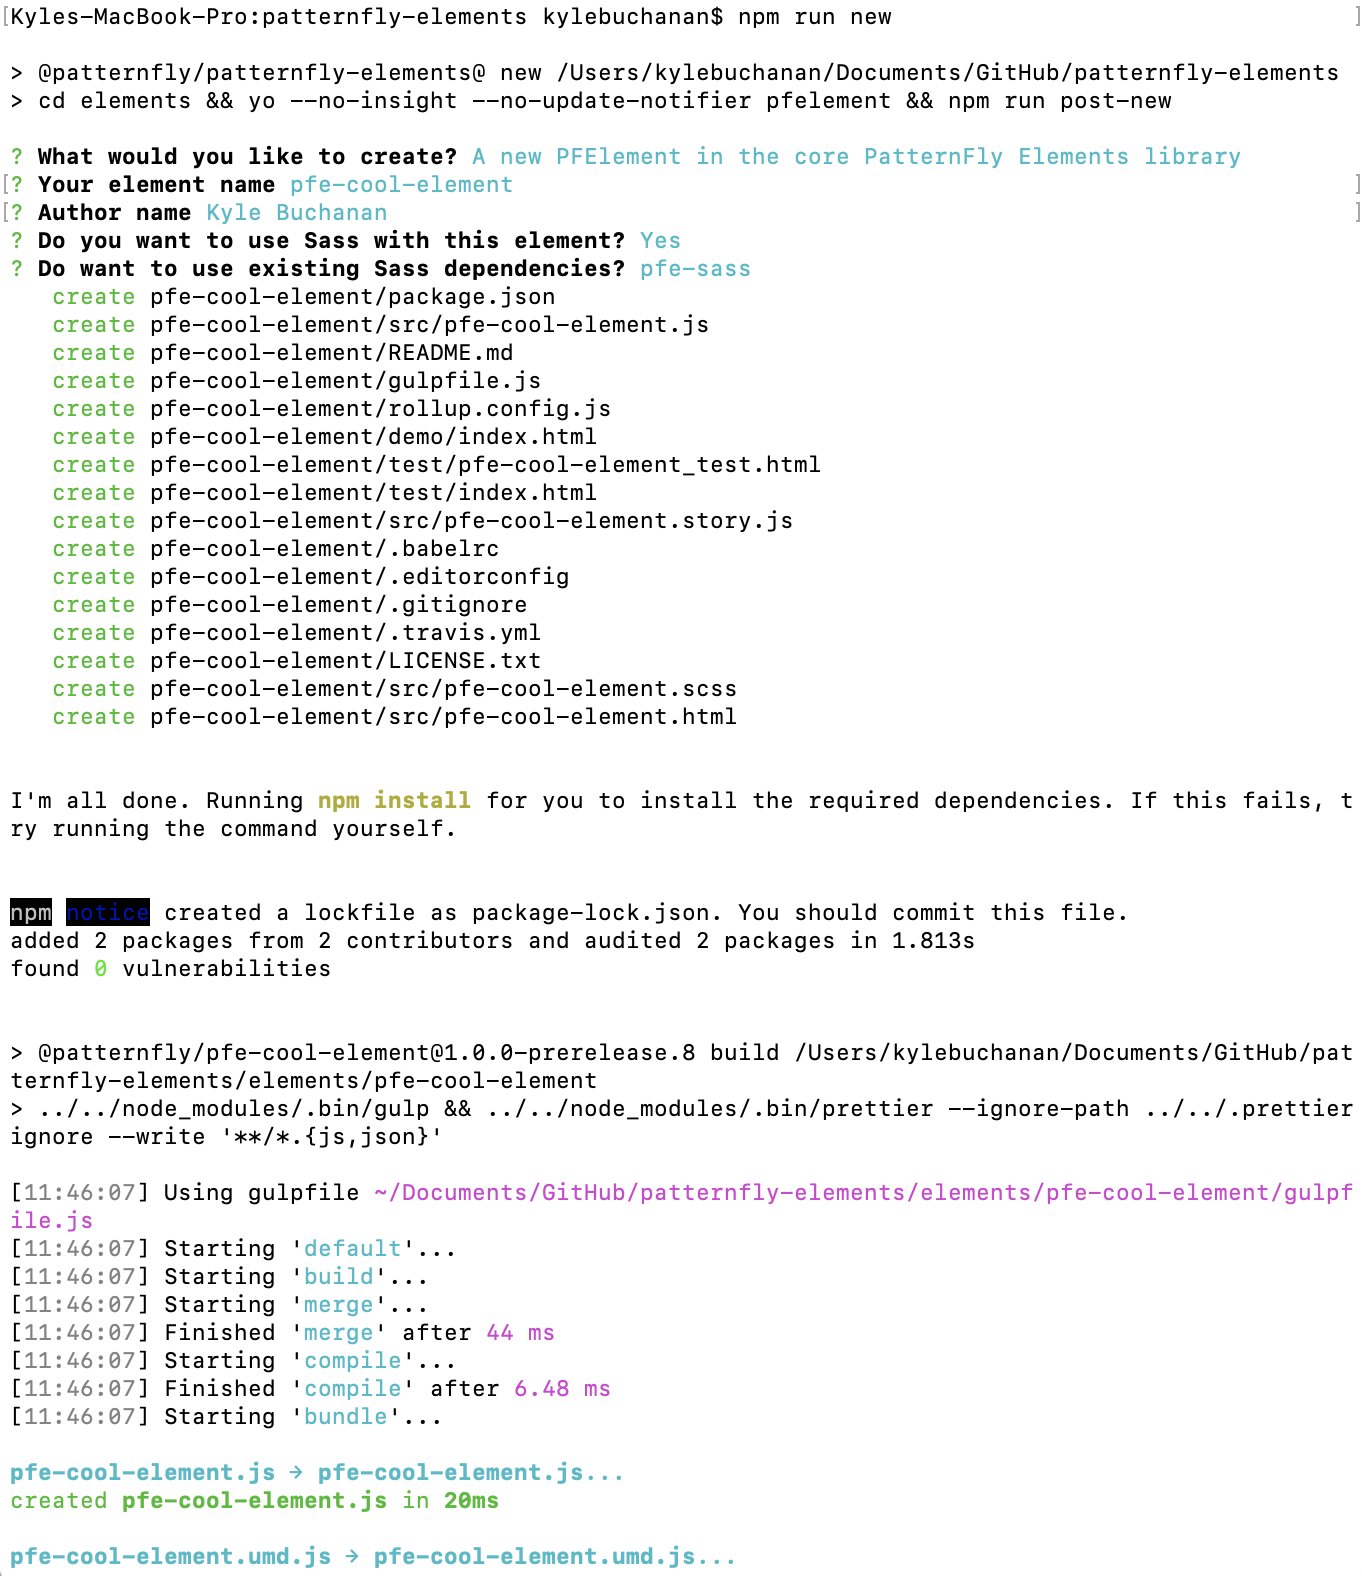 [Kyles-MacBook-Pro:patternfly-elements kylebuchanan$ npm run new ]
> @patternfly/patternfly-elements@ new /Users/kylebuchanan/Documents/GitHub/patternfly-elements
> cd elements && yo --no-insight --no-update-notifier pfelement && npm run post-new
? What would you like to create? A new PFElement in the core PatternFly Elements library
[? Your element name pfe-cool-element ]
[? Author name Kyle Buchanan ]
? Do you want to use Sass with this element? Yes
? Do want to use existing Sass dependencies? pfe-sass
create pfe-cool-element/package.json
create pfe-cool-element/src/pfe-cool-element.js
create pfe-cool-element/README.md
create pfe-cool-element/gulpfile.js
create pfe-cool-element/rollup.config.js
create pfe-cool-element/demo/index.html
create pfe-cool-element/test/pfe-cool-element_test.html
create pfe-cool-element/test/index.html
create pfe-cool-element/src/pfe-cool-element.story.js
create pfe-cool-element/.babelrc
create pfe-cool-element/.editorconfig
create pfe-cool-element/.gitignore
create pfe-cool-element/.travis.yml
create pfe-cool-element/LICENSE.txt
create pfe-cool-element/src/pfe-cool-element.scss
create pfe-cool-element/src/pfe-cool-element.html
I'm all done. Running npm install for you to install the required dependencies. If this fails, t
ry running the command yourself.
npm notice created a lockfile as package-lock.json. You should commit this file.
added 2 packages from 2 contributors and audited 2 packages in 1.813s
found 0 vulnerabilities
> @patternfly/pfe-cool-element@1.0.0-prerelease.8 build /Users/kylebuchanan/Documents/GitHub/pat
ternfly-elements/elements/pfe-cool-element
> ../../node_modules/.bin/gulp && ../../node_modules/.bin/prettier --ignore-path ../../.prettier
ignore --write '**/*.{js,json}'
[11:46:07] Using gulpfile ~/Documents/GitHub/patternfly-elements/elements/pfe-cool-element/gulpf
ile.js
[11:46:07] Starting 'default'...
[11:46:07] Starting 'build'...
[11:46:07] Starting 'merge'...
[11:46:07] Finished 'merge' after 44 ms
[11:46:07] Starting 'compile'...
[11:46:07] Finished 'compile' after 6.48 ms
[11:46:07] Starting 'bundle'...
pfe-cool-element.js → pfe-cool-element.js...
created pfe-cool-element.js in 20ms
pfe-cool-element.umd.js → pfe-cool-element.umd.js...